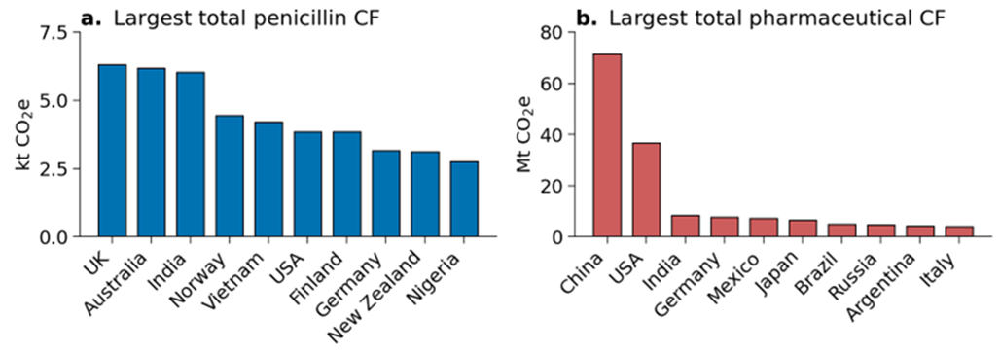 a. Largest total penicillin CF
7.5
5.0
2.5
0.0
kt CO₂e
UK
Australia
India
Norway
Vietnam
USA
Finland
Germany
New Zealand
Nigeria
b. Largest total pharmaceutical CF
80
60
40
20
0
Mt CO₂e
China
USA
India
Germany
Mexico
Japan
Brazil
Russia
Argentina
Italy